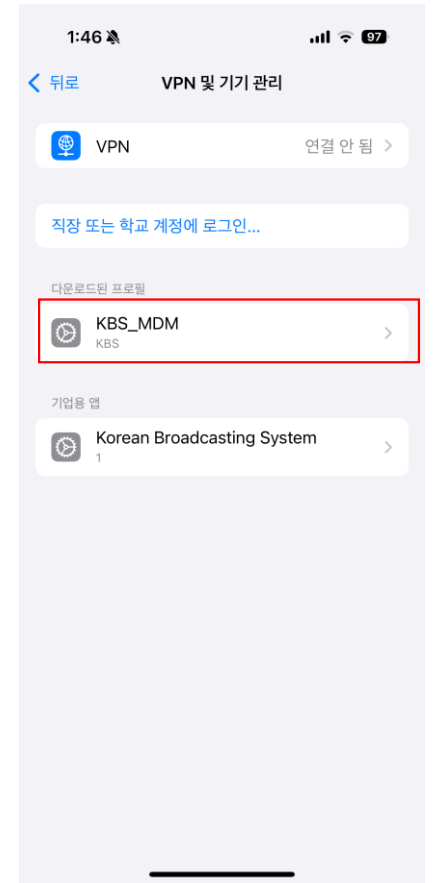 1:46
97
뒤로
VPN 및 기기 관리
VPN
연결 안 됨
직장 또는 학교 계정에 로그인...
다운로드된 프로필
KBS_MDM
KBS
기업용 앱
Korean Broadcasting System
1